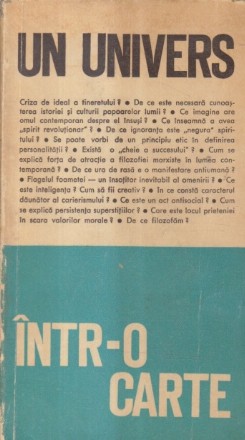 UN UNIVERS
Criza de ideal a tineretului? • De ce este necesară cunoaș-
terea istoriei și culturii popoarelor lumii? • Ce imagine are
omul contemporan despre el însuși? • Ce înseamnă a avea
„spirit revoluționar”? • De ce ignoranța este „negura” spiri-
tului? • Se poate vorbi de un principiu etic în definirea
personalității? • Există o „cheie a succesului”? • Cum se
explică forța de atracție a filozofiei marxiste în lumea con-
temporană? • De ce ura de rasă e o manifestare antiumană?
• Flagelul foametei — un însoțitor inevitabil al omenirii? • Ce
este inteligența? • Cum să fii creativ? • În ce constă caracterul
dăunător al carierismului? • Ce este un act antisocial? • Cum
se explică persistența superstițiilor? • Care este locul prieteniei
în scara valorilor morale? • De ce filozofăm?
ÎNTR-O
CARTE